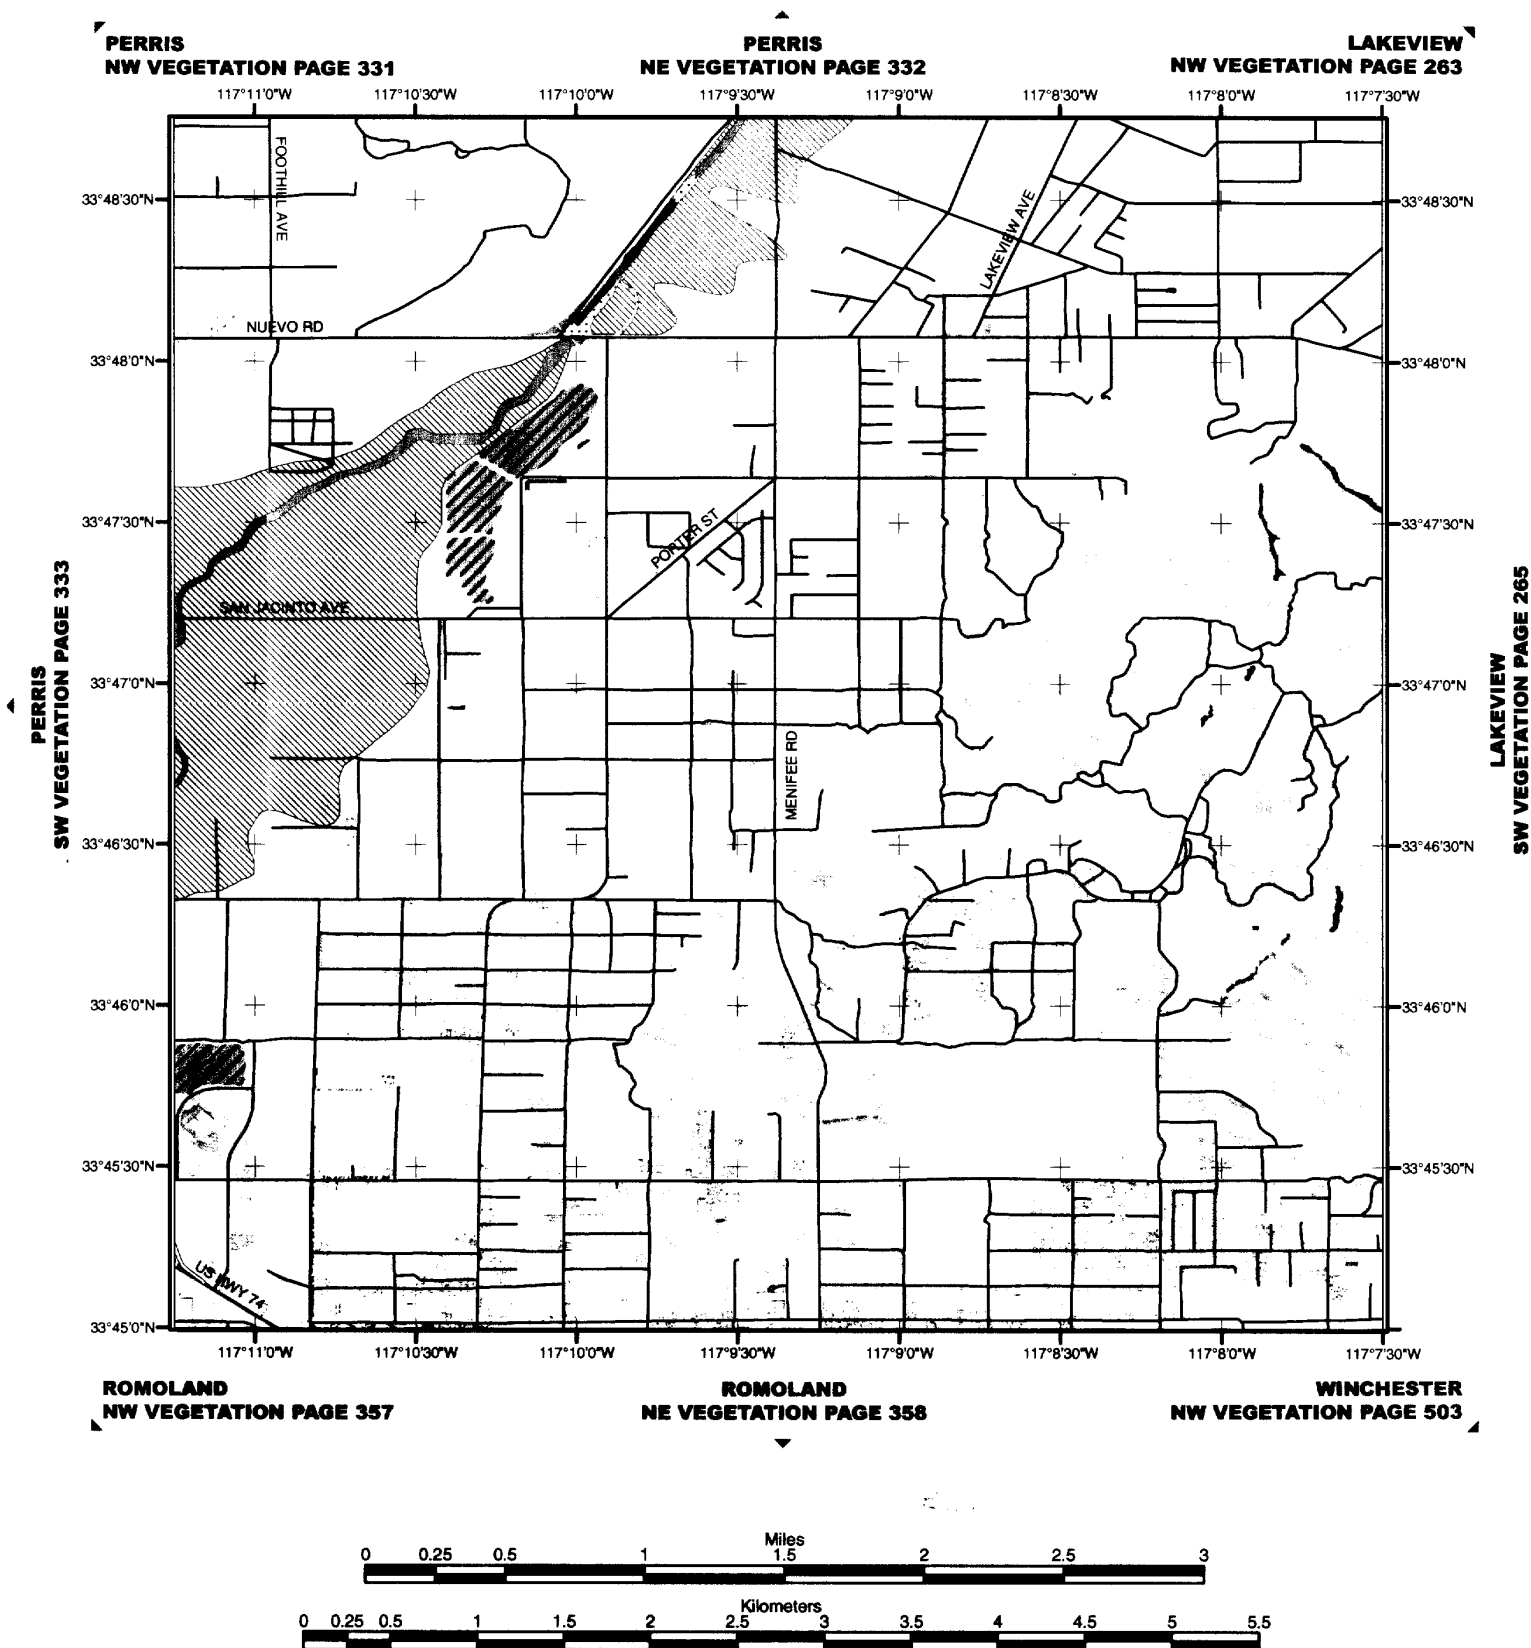 PERRIS
NW VEGETATION PAGE 331
PERRIS
NE VEGETATION PAGE 332
LAKEVIEW
NW VEGETATION PAGE 263
117°11'0"W 117°10'30"W 117°10'0"W 117°9'30"W 117°9'0"W 117°8'30"W 117°8'0"W 117°7'30"W
FOOTHILL AVE
33°48'30"N 33°48'30"N
LAKEVIEW AVE
NUEVO RD
33°48'0"N 33°48'0"N
33°47'30"N 33°47'30"N
PORTER ST
SAN JACINTO AVE
PERRIS
SW VEGETATION PAGE 333
LAKEVIEW
SW VEGETATION PAGE 265
33°47'0"N 33°47'0"N
MENIFEE RD
33°46'30"N 33°46'30"N
33°46'0"N 33°46'0"N
33°45'30"N 33°45'30"N
US HWY 74
33°45'0"N
117°11'0"W 117°10'30"W 117°10'0"W 117°9'30"W 117°9'0"W 117°8'30"W 117°8'0"W 117°7'30"W
ROMOLAND
NW VEGETATION PAGE 357
ROMOLAND
NE VEGETATION PAGE 358
WINCHESTER
NW VEGETATION PAGE 503
Miles
0 0.25 0.5 1 1.5 2 2.5 3
Kilometers
0 0.25 0.5 1 1.5 2 2.5 3 3.5 4 4.5 5 5.5